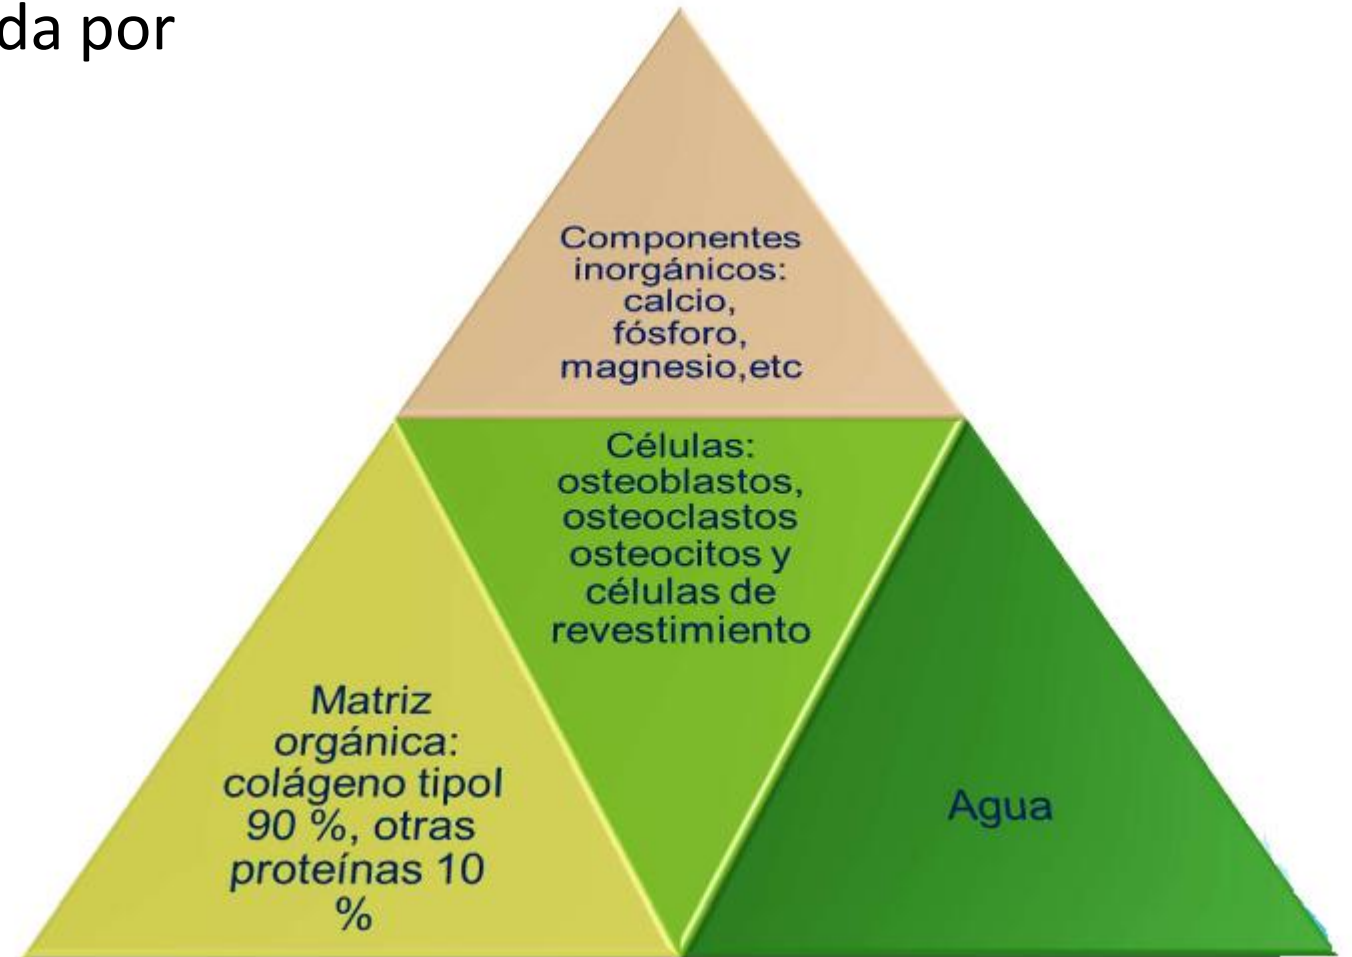 da por
Componentes
inorgánicos:
calcio,
fósforo,
magnesio,etc
Células:
osteoblastos,
osteoclastos
osteocitos y
células de
revestimiento
Matriz
orgánica:
colágeno tipoI
90 %, otras
proteínas 10
%
Agua